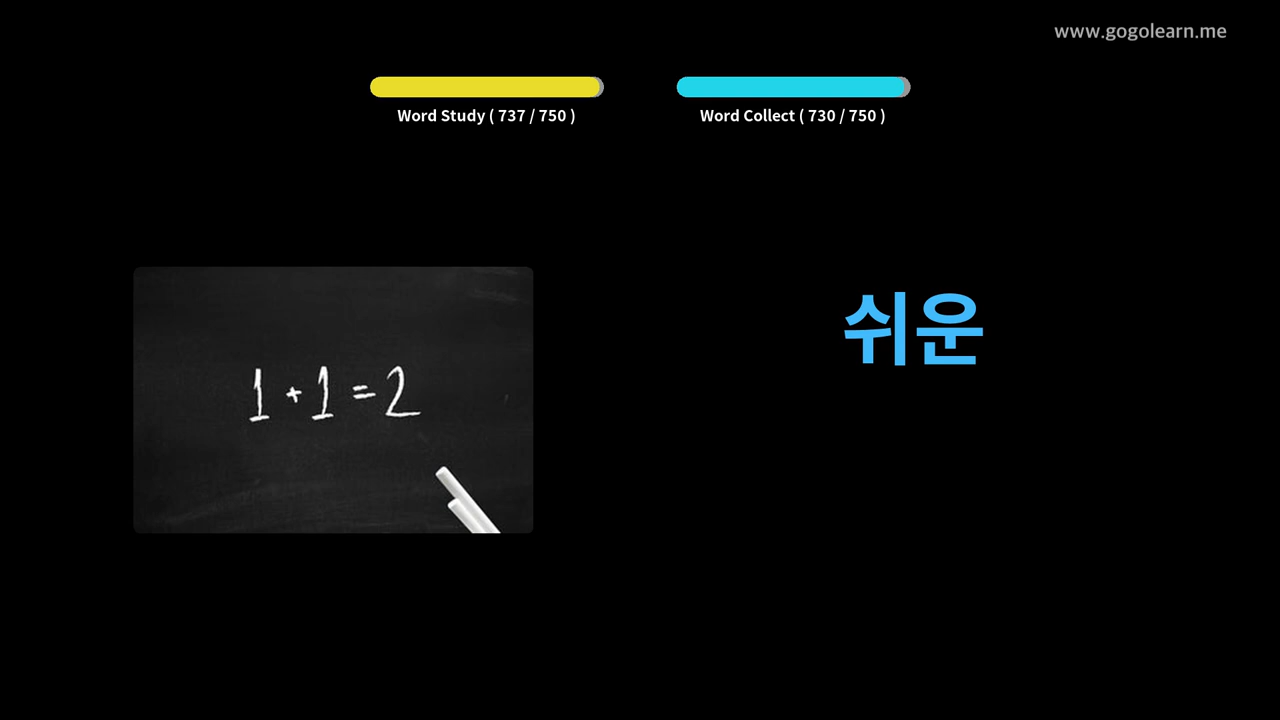 www.gogolearn.me
Word Study ( 737 / 750 )
Word Collect ( 730 / 750 )
쉬운
1 + 1 = 2